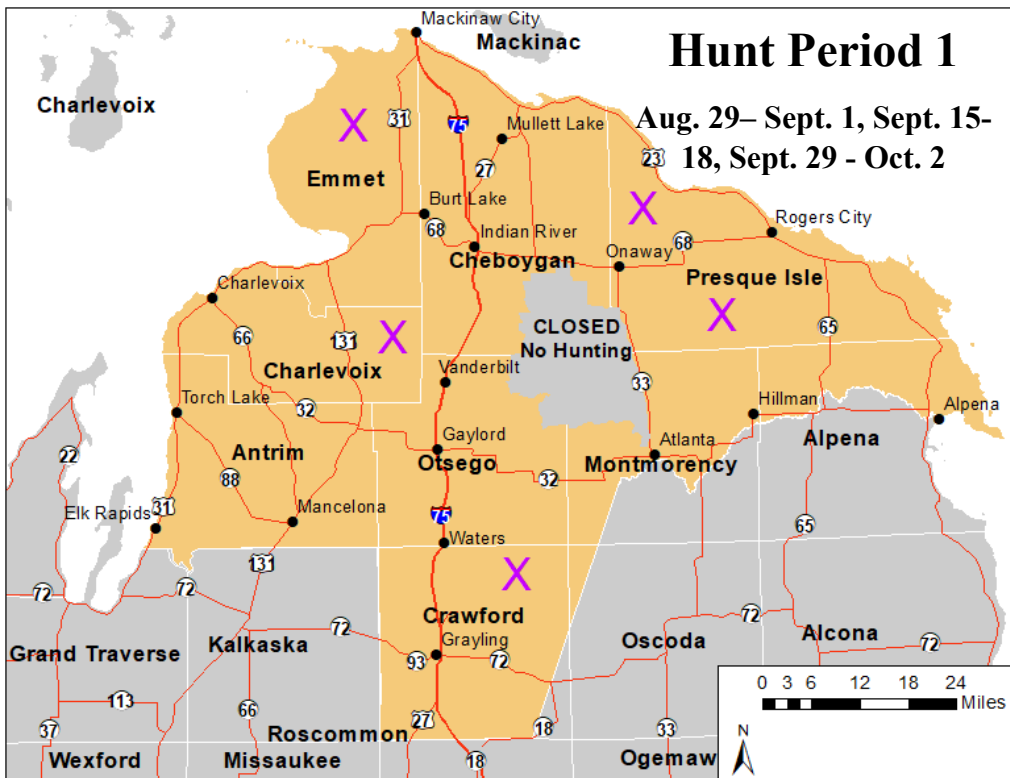 Mackinaw City
Mackinac
Hunt Period 1
Charlevoix
Aug. 29– Sept. 1, Sept. 15-
18, Sept. 29 - Oct. 2
X
31
75
Mullett Lake
23
27
Emmet
Burt Lake
X
68
Indian River
Rogers City
68
Cheboygan
Onaway
Presque Isle
Charlevoix
CLOSED
No Hunting
X
65
66
131
X
Charlevoix
Vanderbilt
33
Torch Lake
32
Hillman
Alpena
22
Antrim
Gaylord
Otsego
Atlanta
Montmorency
Alpena
88
32
Elk Rapids
31
Mancelona
75
65
Waters
131
X
72
72
Crawford
72
Kalkaska
72
Oscoda
Alcona
72
Grand Traverse
Grayling
93
72
0 3 6 12 18 24
Miles
113
66
37
27
Roscommon
18
33
N
Wexford
Missaukee
18
Ogemaw